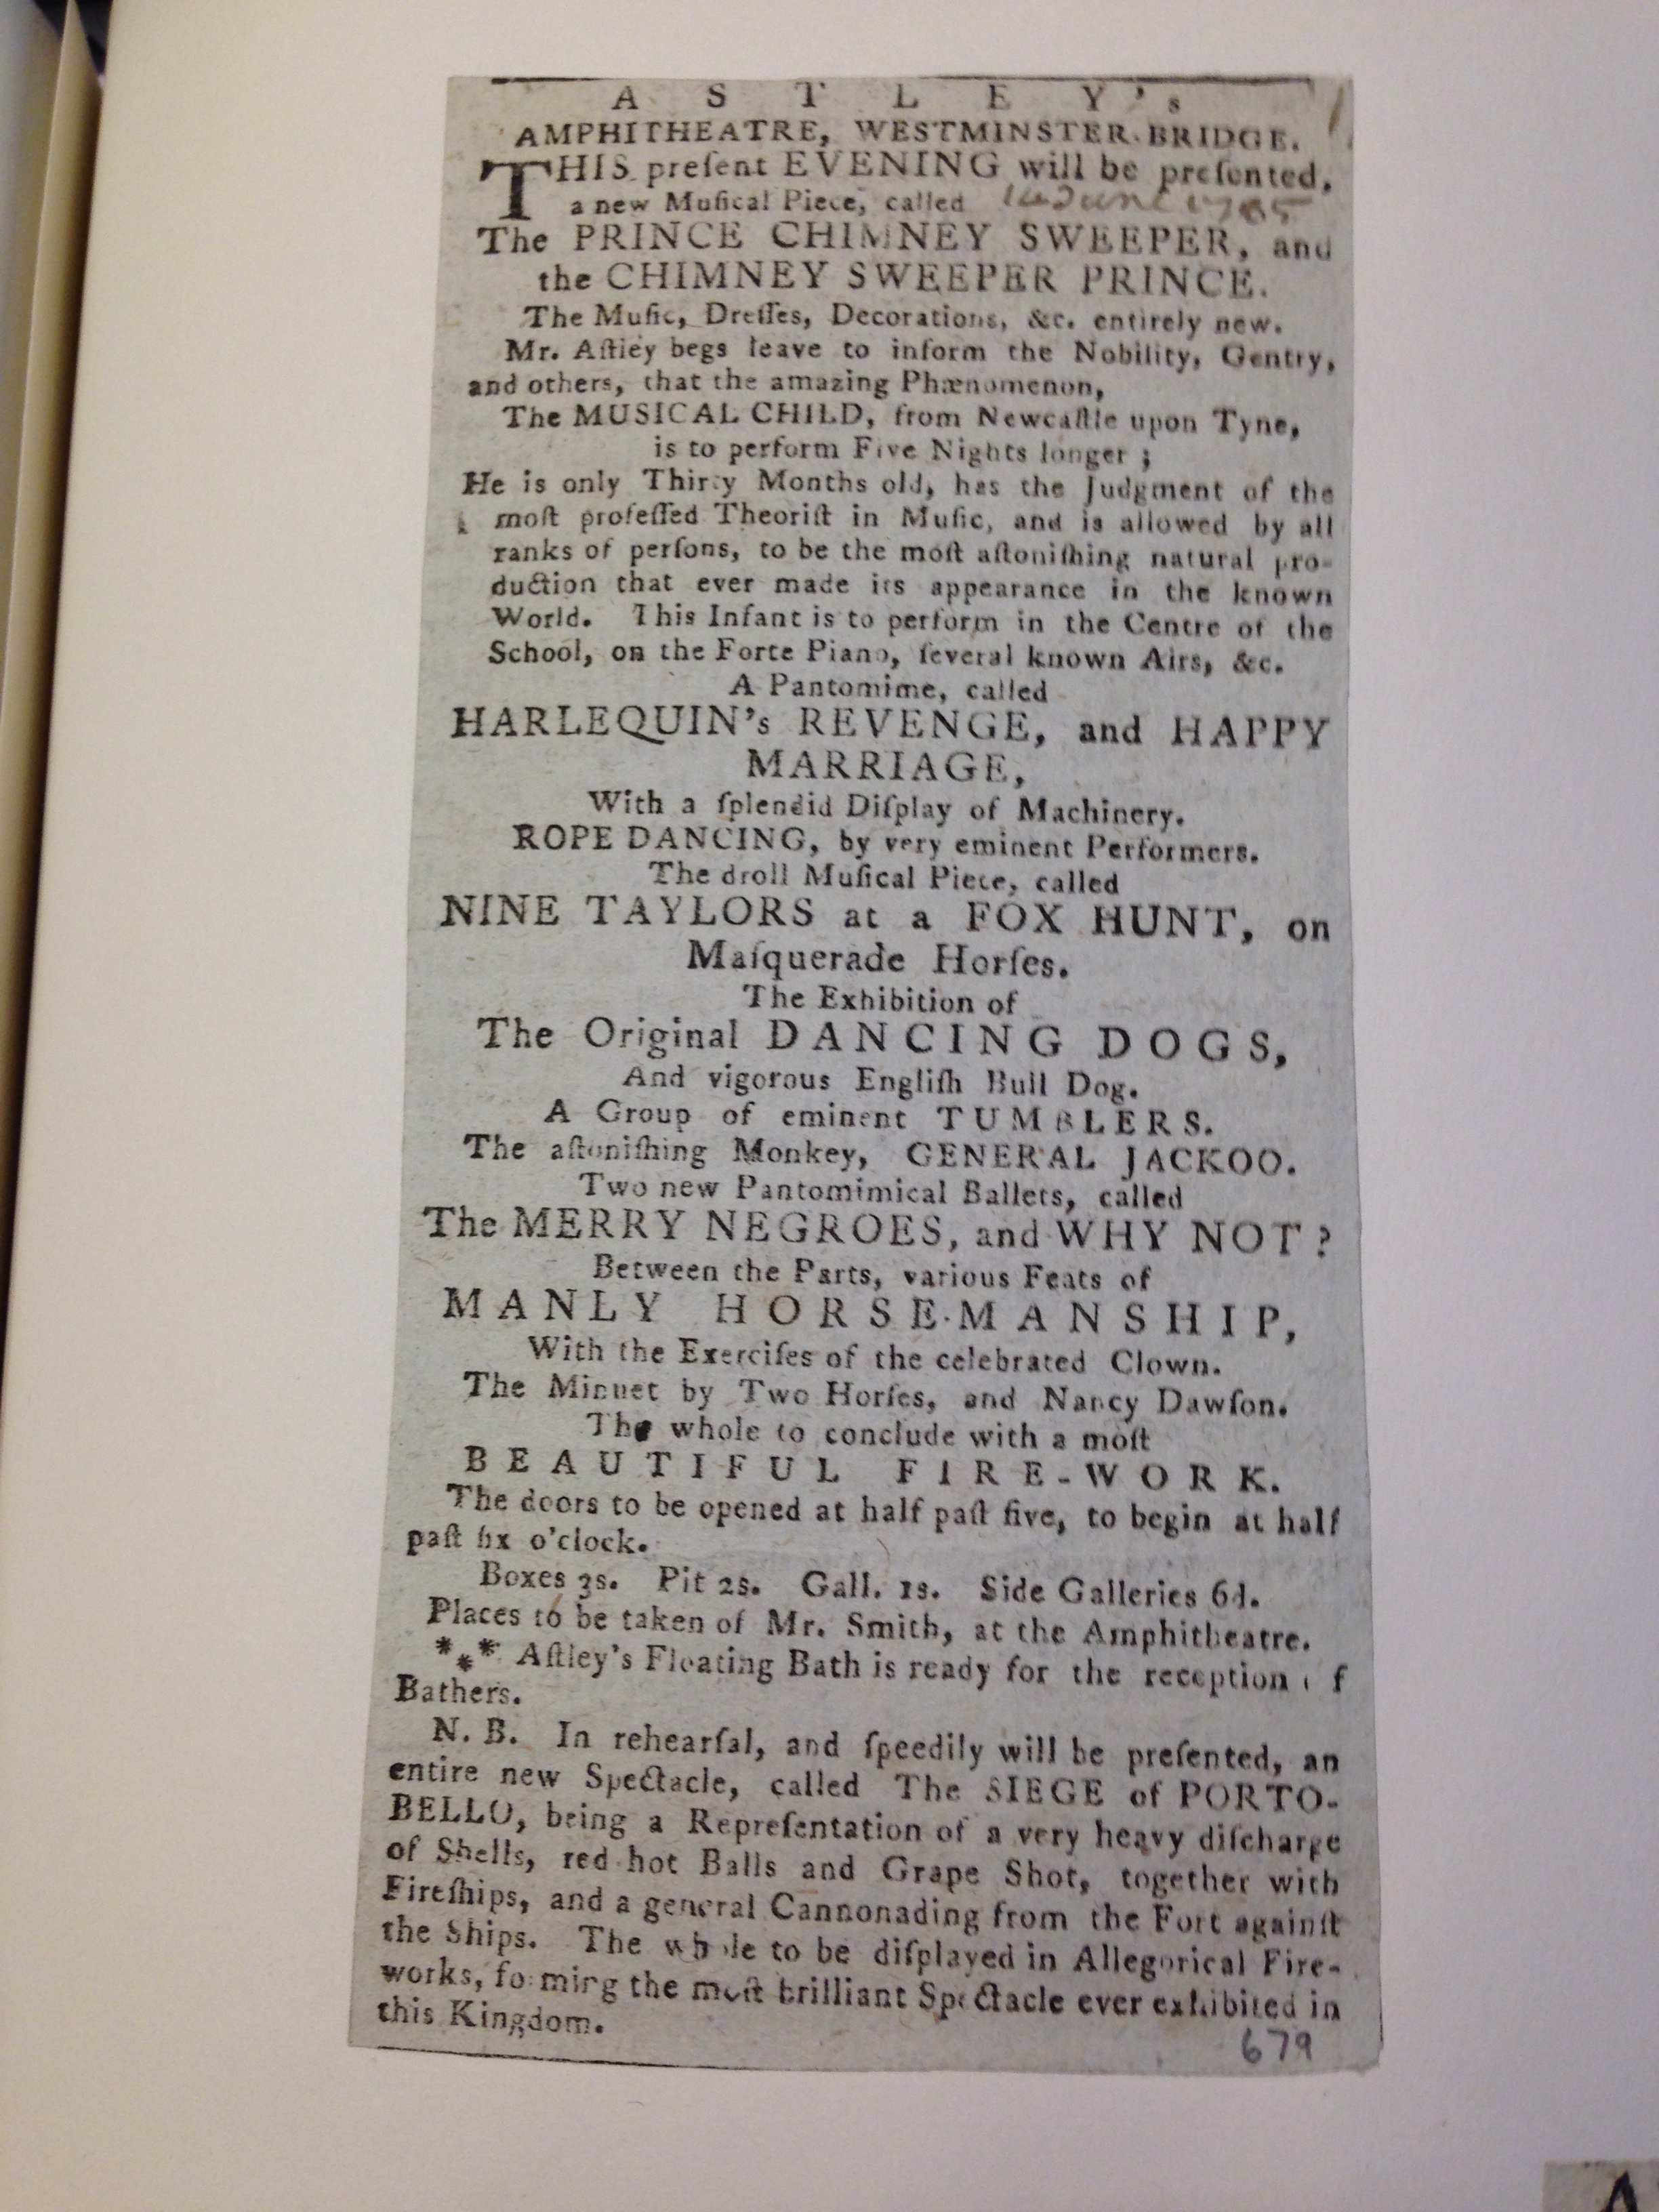 A S T L E Y's
AMPHITHEATRE, WESTMINSTER-BRIDGE.
THIS preſent EVENING will be preſented,
a new Muſical Piece, called June 1785
The PRINCE CHIMNEY SWEEPER, and
the CHIMNEY SWEEPER PRINCE.
The Muſic, Dreſſes, Decorations, &c. entirely new.
Mr. Aſtley begs leave to inform the Nobility, Gentry,
and others, that the amazing Phænomenon,
The MUSICAL CHILD, from Newcaſtle upon Tyne,
is to perform Five Nights longer ;
He is only Thirty Months old, has the Judgment of the
moſt profeſſed Theoriſt in Muſic, and is allowed by all
ranks of perſons, to be the moſt aſtoniſhing natural pro-
duction that ever made its appearance in the known
World. This Infant is to perform in the Centre of the
School, on the Forte Piano, ſeveral known Airs, &c.
A Pantomime, called
HARLEQUIN's REVENGE, and HAPPY
MARRIAGE,
With a ſplendid Diſplay of Machinery.
ROPE DANCING, by very eminent Performers.
The droll Muſical Piece, called
NINE TAYLORS at a FOX HUNT, on
Maſquerade Horſes.
The Exhibition of
The Original DANCING DOGS,
And vigorous Engliſh Bull Dog.
A Group of eminent TUMBLERS.
The aſtoniſhing Monkey, GENERAL JACKOO.
Two new Pantomimical Ballets, called
The MERRY NEGROES, and WHY NOT ?
Between the Parts, various Feats of
MANLY HORSE-MANSHIP,
With the Exerciſes of the celebrated Clown.
The Minuet by Two Horſes, and Nancy Dawſon.
The whole to conclude with a moſt
BEAUTIFUL FIRE-WORK.
The doors to be opened at half paſt five, to begin at half
paſt ſix o'clock.
Boxes 3s. Pit 2s. Gall. 1s. Side Galleries 6d.
Places to be taken of Mr. Smith, at the Amphitheatre.
*** Aſtley's Floating Bath is ready for the reception of
Bathers.
N. B. In rehearſal, and ſpeedily will be preſented, an
entire new Spectacle, called The SIEGE of PORTO-
BELLO, being a Repreſentation of a very heavy diſcharge
of Shells, red-hot Balls and Grape Shot, together with
Fireſhips, and a general Cannonading from the Fort againſt
the Ships. The whole to be diſplayed in Allegorical Fire-
works, forming the moſt brilliant Spectacle ever exhibited in
this Kingdom.
679